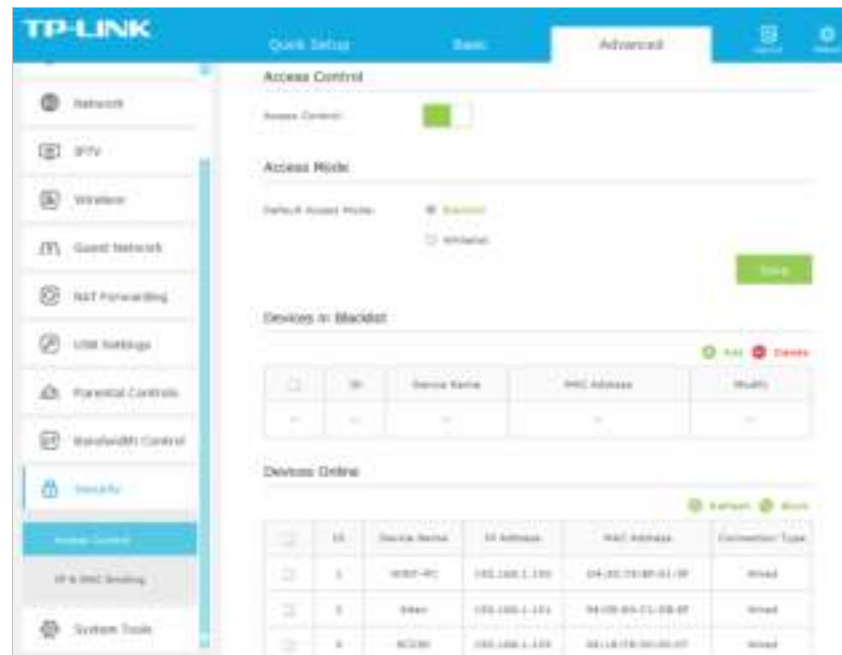 TP-LINK
Quick Setup Basic Advanced
Access Control
Network
Access Control:
IPTV
Access Mode
Wireless
Default Access Mode: Blacklist
Whitelist
Guest Network
Save
NAT Forwarding
Devices in Blacklist
USB Settings
Add Delete
Parental Controls
ID Device Name MAC Address Modify
-- -- -- -- --
Bandwidth Control
Devices Online
Security
Refresh Block
Access Control
ID Device Name IP Address MAC Address Connection Type
IP & MAC Binding
1 Wired
2 Wired
System Tools
Wired